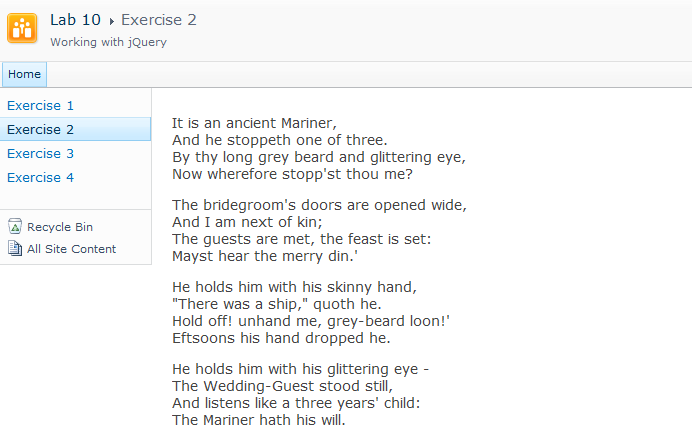 Lab 10 ▸ Exercise 2
Working with jQuery
Home
Exercise 1
Exercise 2
Exercise 3
Exercise 4
Recycle Bin
All Site Content
It is an ancient Mariner,
And he stoppeth one of three.
By thy long grey beard and glittering eye,
Now wherefore stopp'st thou me?
The bridegroom's doors are opened wide,
And I am next of kin;
The guests are met, the feast is set:
Mayst hear the merry din.'
He holds him with his skinny hand,
"There was a ship," quoth he.
Hold off! unhand me, grey-beard loon!'
Eftsoons his hand dropped he.
He holds him with his glittering eye -
The Wedding-Guest stood still,
And listens like a three years' child:
The Mariner hath his will.